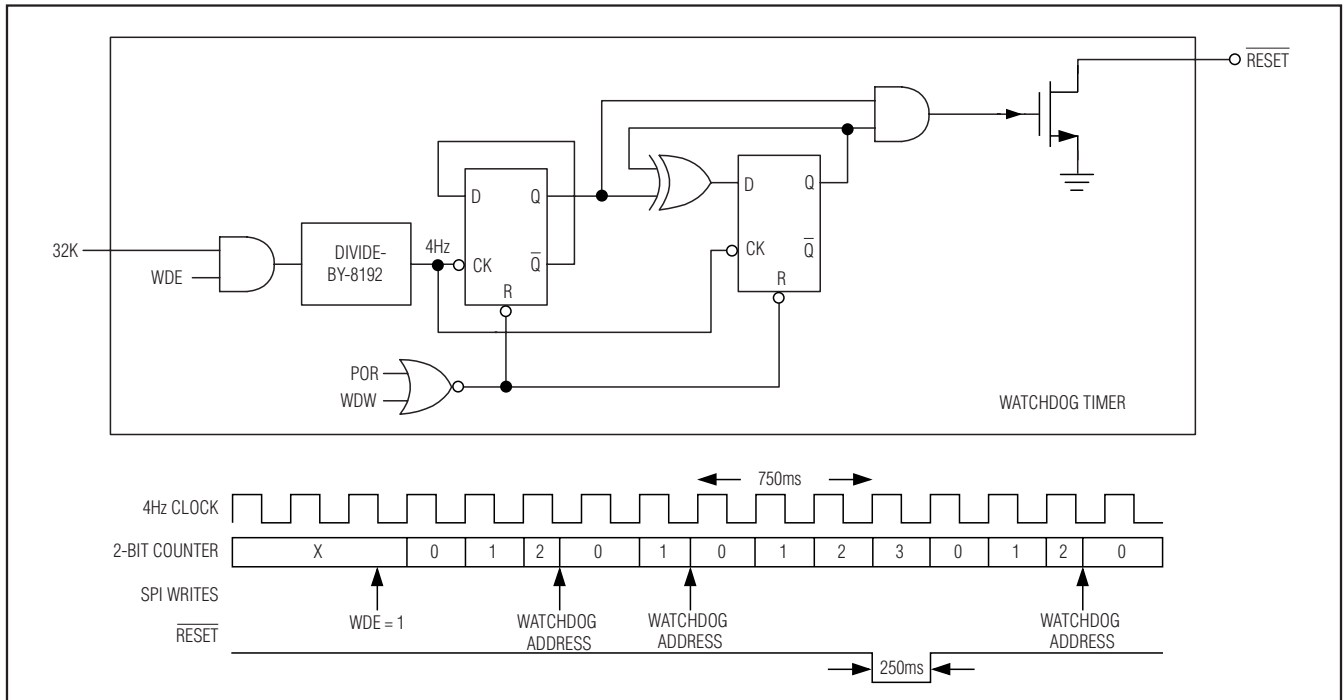 RESET
D
Q
D
Q
32K
WDE
DIVIDE-
BY-8192
4Hz
CK
Q
R
CK
Q
R
POR
WDW
WATCHDOG TIMER
750ms
4Hz CLOCK
2-BIT COUNTER
X
0
1
2
0
1
0
1
2
3
0
1
2
0
SPI WRITES
WDE = 1
WATCHDOG
ADDRESS
WATCHDOG
ADDRESS
WATCHDOG
ADDRESS
RESET
250ms